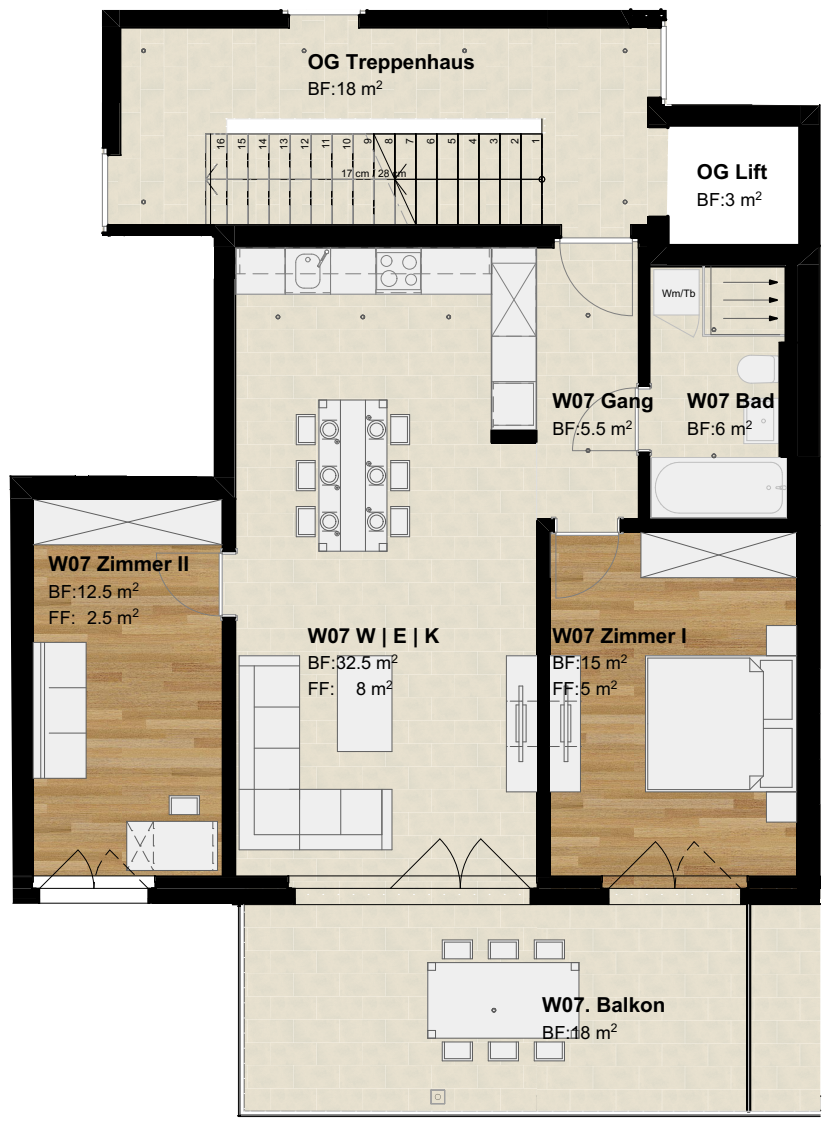 OG Treppenhaus
BF:18 m²
16 15 14 13 12 11 10 9 8 7 6 5 4 3 2 1
17 cm / 28 cm
OG Lift
BF:3 m²
Wm/Tb
W07 Gang
BF:5.5 m²
W07 Bad
BF:6 m²
W07 Zimmer II
BF:12.5 m²
FF: 2.5 m²
W07 W | E | K
BF:32.5 m²
FF: 8 m²
W07 Zimmer I
BF:15 m²
FF:5 m²
W07. Balkon
BF:18 m²